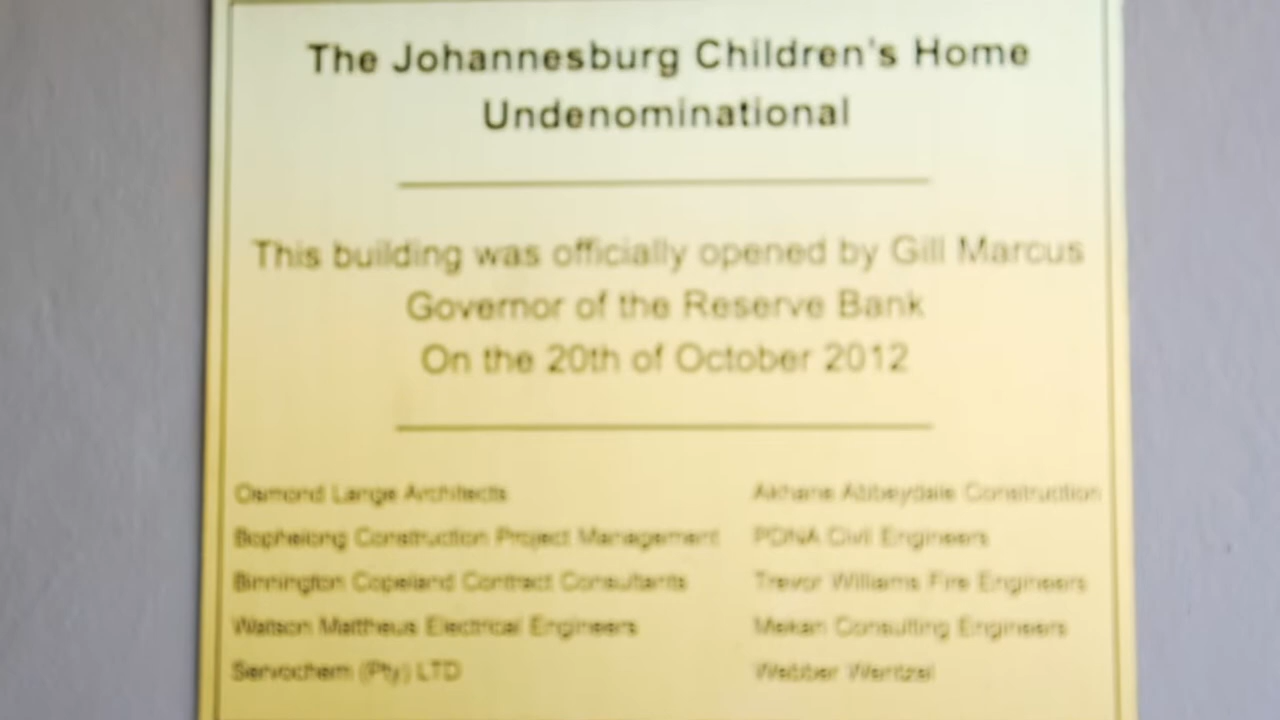 The Johannesburg Children's Home
Undenominational
This building was officially opened by Gill Marcus
Governor of the Reserve Bank
On the 20th of October 2012
Osmond Lange Architects
Bophelong Construction Project Management
Binnington Copeland Contract Consultants
Watson Mattheus Electrical Engineers
Servochem (Pty) LTD
Akhane Abbeydale Construction
PDNA Civil Engineers
Trevor Williams Fire Engineers
Consulting Engineers
Webber Wentzel